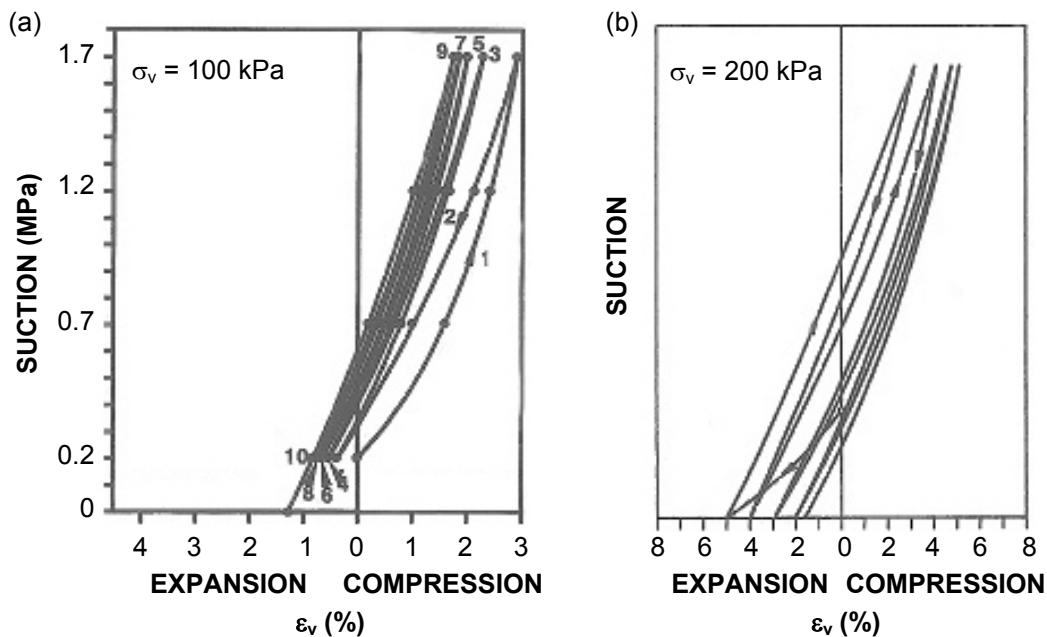 (a)
1.7
σv = 100 kPa
9 7 5 3
1.2
2
1
0.7
0.2
10
8 6 4
0
SUCTION (MPa)
4 3 2 1 0 1 2 3
EXPANSION COMPRESSION
εv (%)
(b)
σv = 200 kPa
SUCTION
8 6 4 2 0 2 4 6 8
EXPANSION COMPRESSION
εv (%)